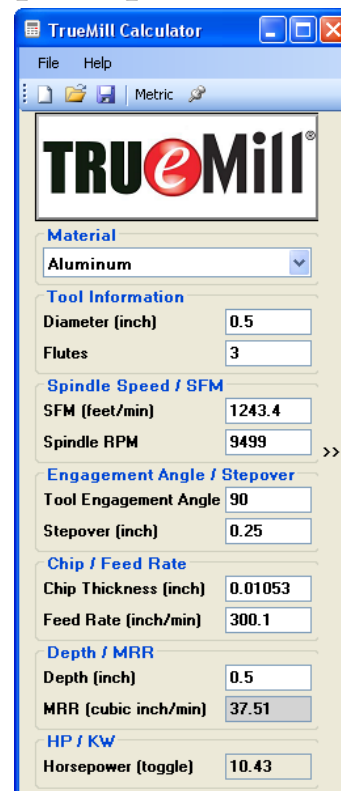 TrueMill Calculator
File Help
Metric
TRUeMill®
Material
Aluminum
Tool Information
Diameter (inch) 0.5
Flutes 3
Spindle Speed / SFM
SFM (feet/min) 1243.4
Spindle RPM 9499
>>
Engagement Angle / Stepover
Tool Engagement Angle 90
Stepover (inch) 0.25
Chip / Feed Rate
Chip Thickness (inch) 0.01053
Feed Rate (inch/min) 300.1
Depth / MRR
Depth (inch) 0.5
MRR (cubic inch/min) 37.51
HP / KW
Horsepower (toggle) 10.43